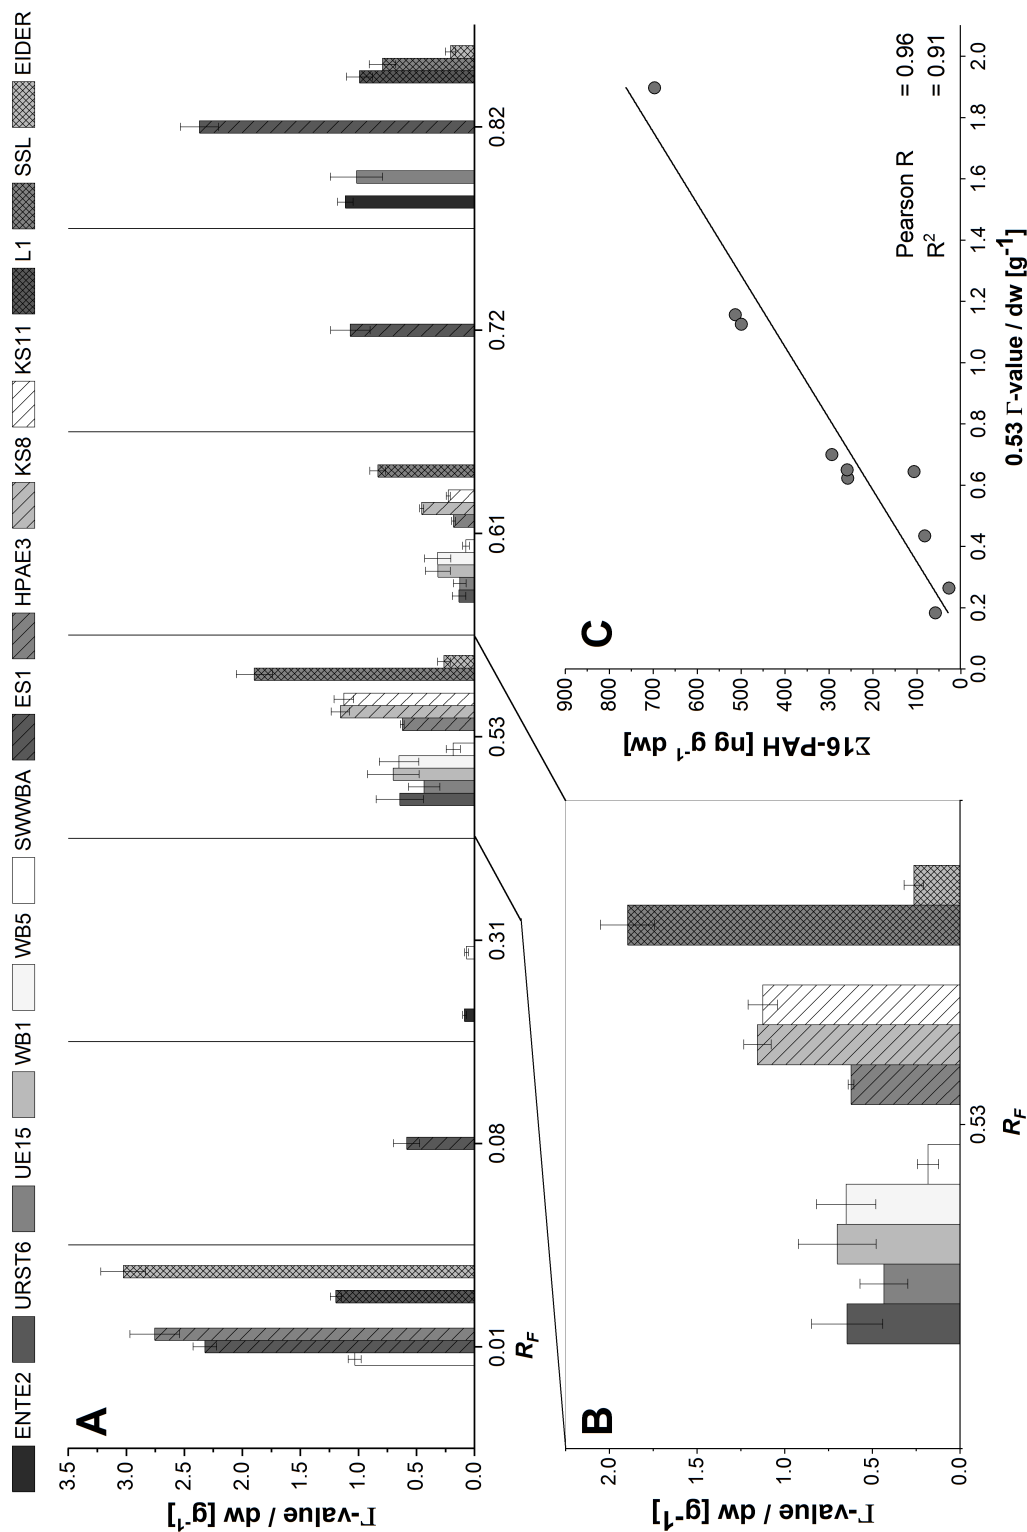 ENTE2 URST6 UE15 WB1 WB5 SWWBA ES1 HPAE3 KS8 KS11 L1 SSL EIDER
A
3.5
3.0
2.5
2.0
1.5
1.0
0.5
0.0
Γ-value / dw [g-1]
0.01 0.08 0.31 0.53 0.61 0.72 0.82
RF
B
2.0
1.5
1.0
0.5
0.0
Γ-value / dw [g-1]
0.53
RF
C
900
800
700
600
500
400
300
200
100
0
Σ16-PAH [ng g-1 dw]
Pearson R = 0.96
R2 = 0.91
0.0 0.2 0.4 0.6 0.8 1.0 1.2 1.4 1.6 1.8 2.0
0.53 Γ-value / dw [g-1]